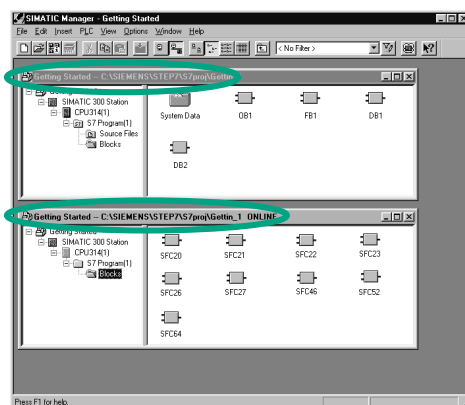 SIMATIC Manager - Getting Started
File Edit Insert PLC View Options Window Help
< No Filter >
Getting Started -- C:\SIEMENS\STEP7\S7proj\Gettin
SIMATIC 300 Station
CPU314(1)
S7 Program(1)
Source Files
Blocks
System Data OB1 FB1 DB1
DB2
Getting Started -- C:\SIEMENS\STEP7\S7proj\Gettin_1 ONLINE
Getting Started
SIMATIC 300 Station
CPU314(1)
S7 Program(1)
Blocks
SFC20 SFC21 SFC22 SFC23
SFC26 SFC27 SFC46 SFC52
SFC64
Press F1 for help.